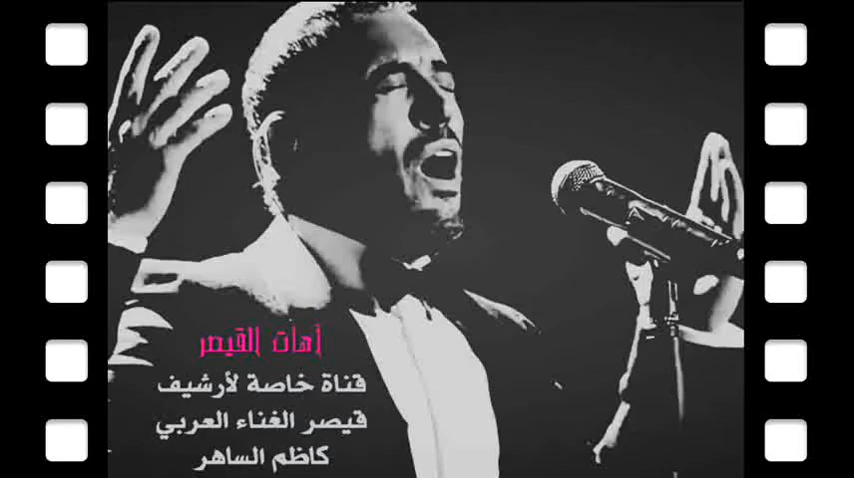 آهات القيصر
قناة خاصة لأرشيف
قيصر الغناء العربي
كاظم الساهر